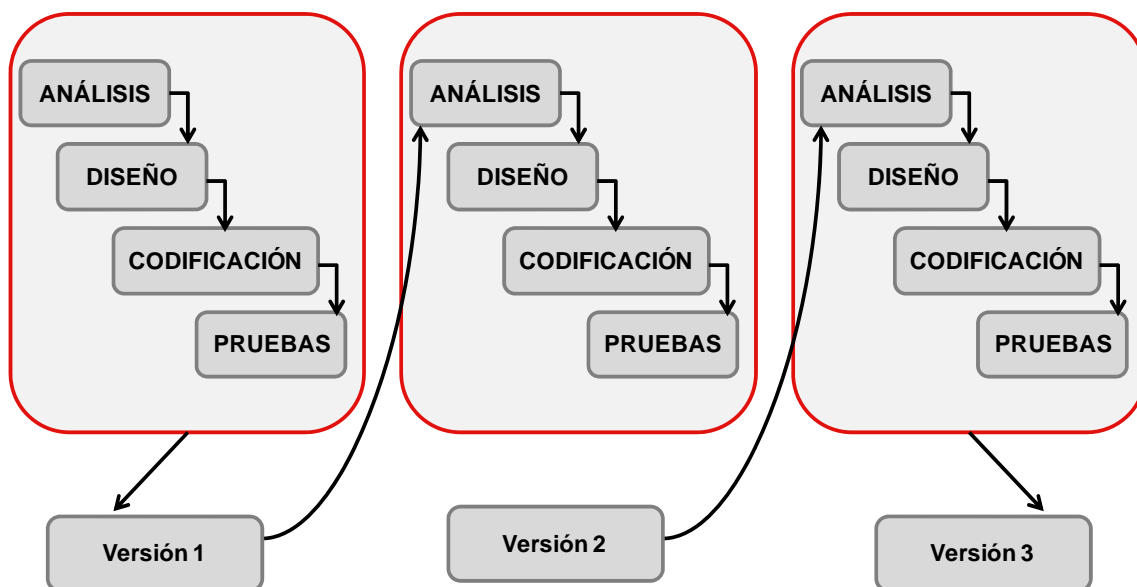 ANÁLISIS
DISEÑO
CODIFICACIÓN
PRUEBAS
ANÁLISIS
DISEÑO
CODIFICACIÓN
PRUEBAS
ANÁLISIS
DISEÑO
CODIFICACIÓN
PRUEBAS
Versión 1
Versión 2
Versión 3